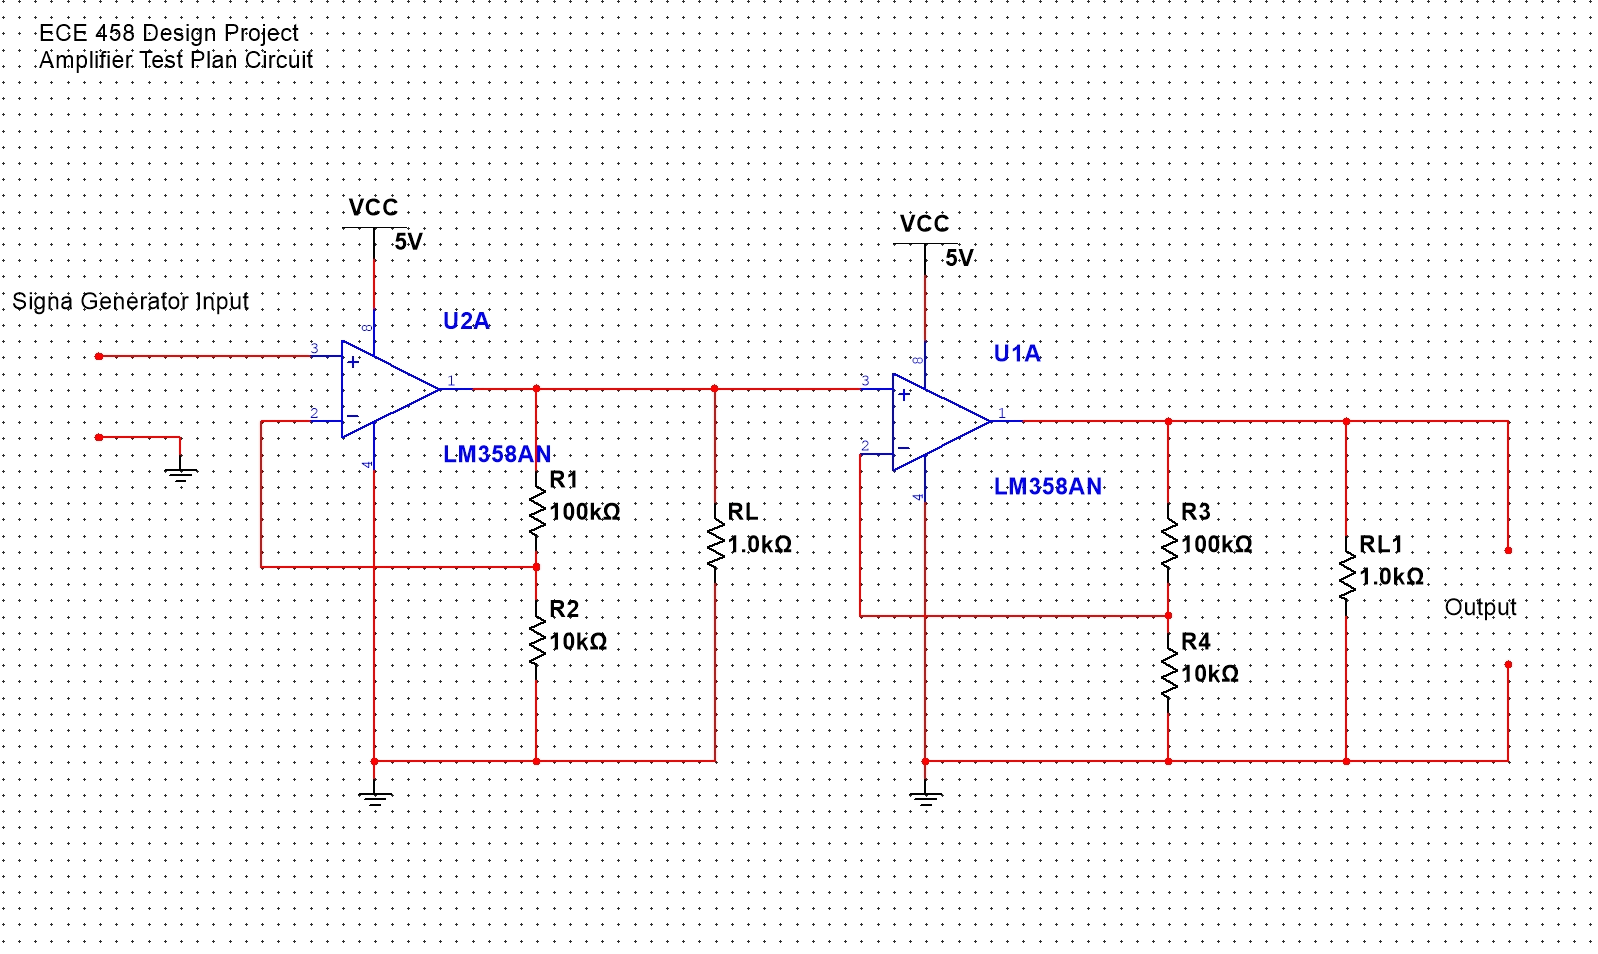 ECE 458 Design Project
Amplifier Test Plan Circuit
VCC
5V
Signa Generator Input
U2A
8
3
+
1
2
−
4
LM358AN
R1
100kΩ
R2
10kΩ
RL
1.0kΩ
VCC
5V
U1A
8
3
+
1
2
−
4
LM358AN
R3
100kΩ
R4
10kΩ
RL1
1.0kΩ
Output